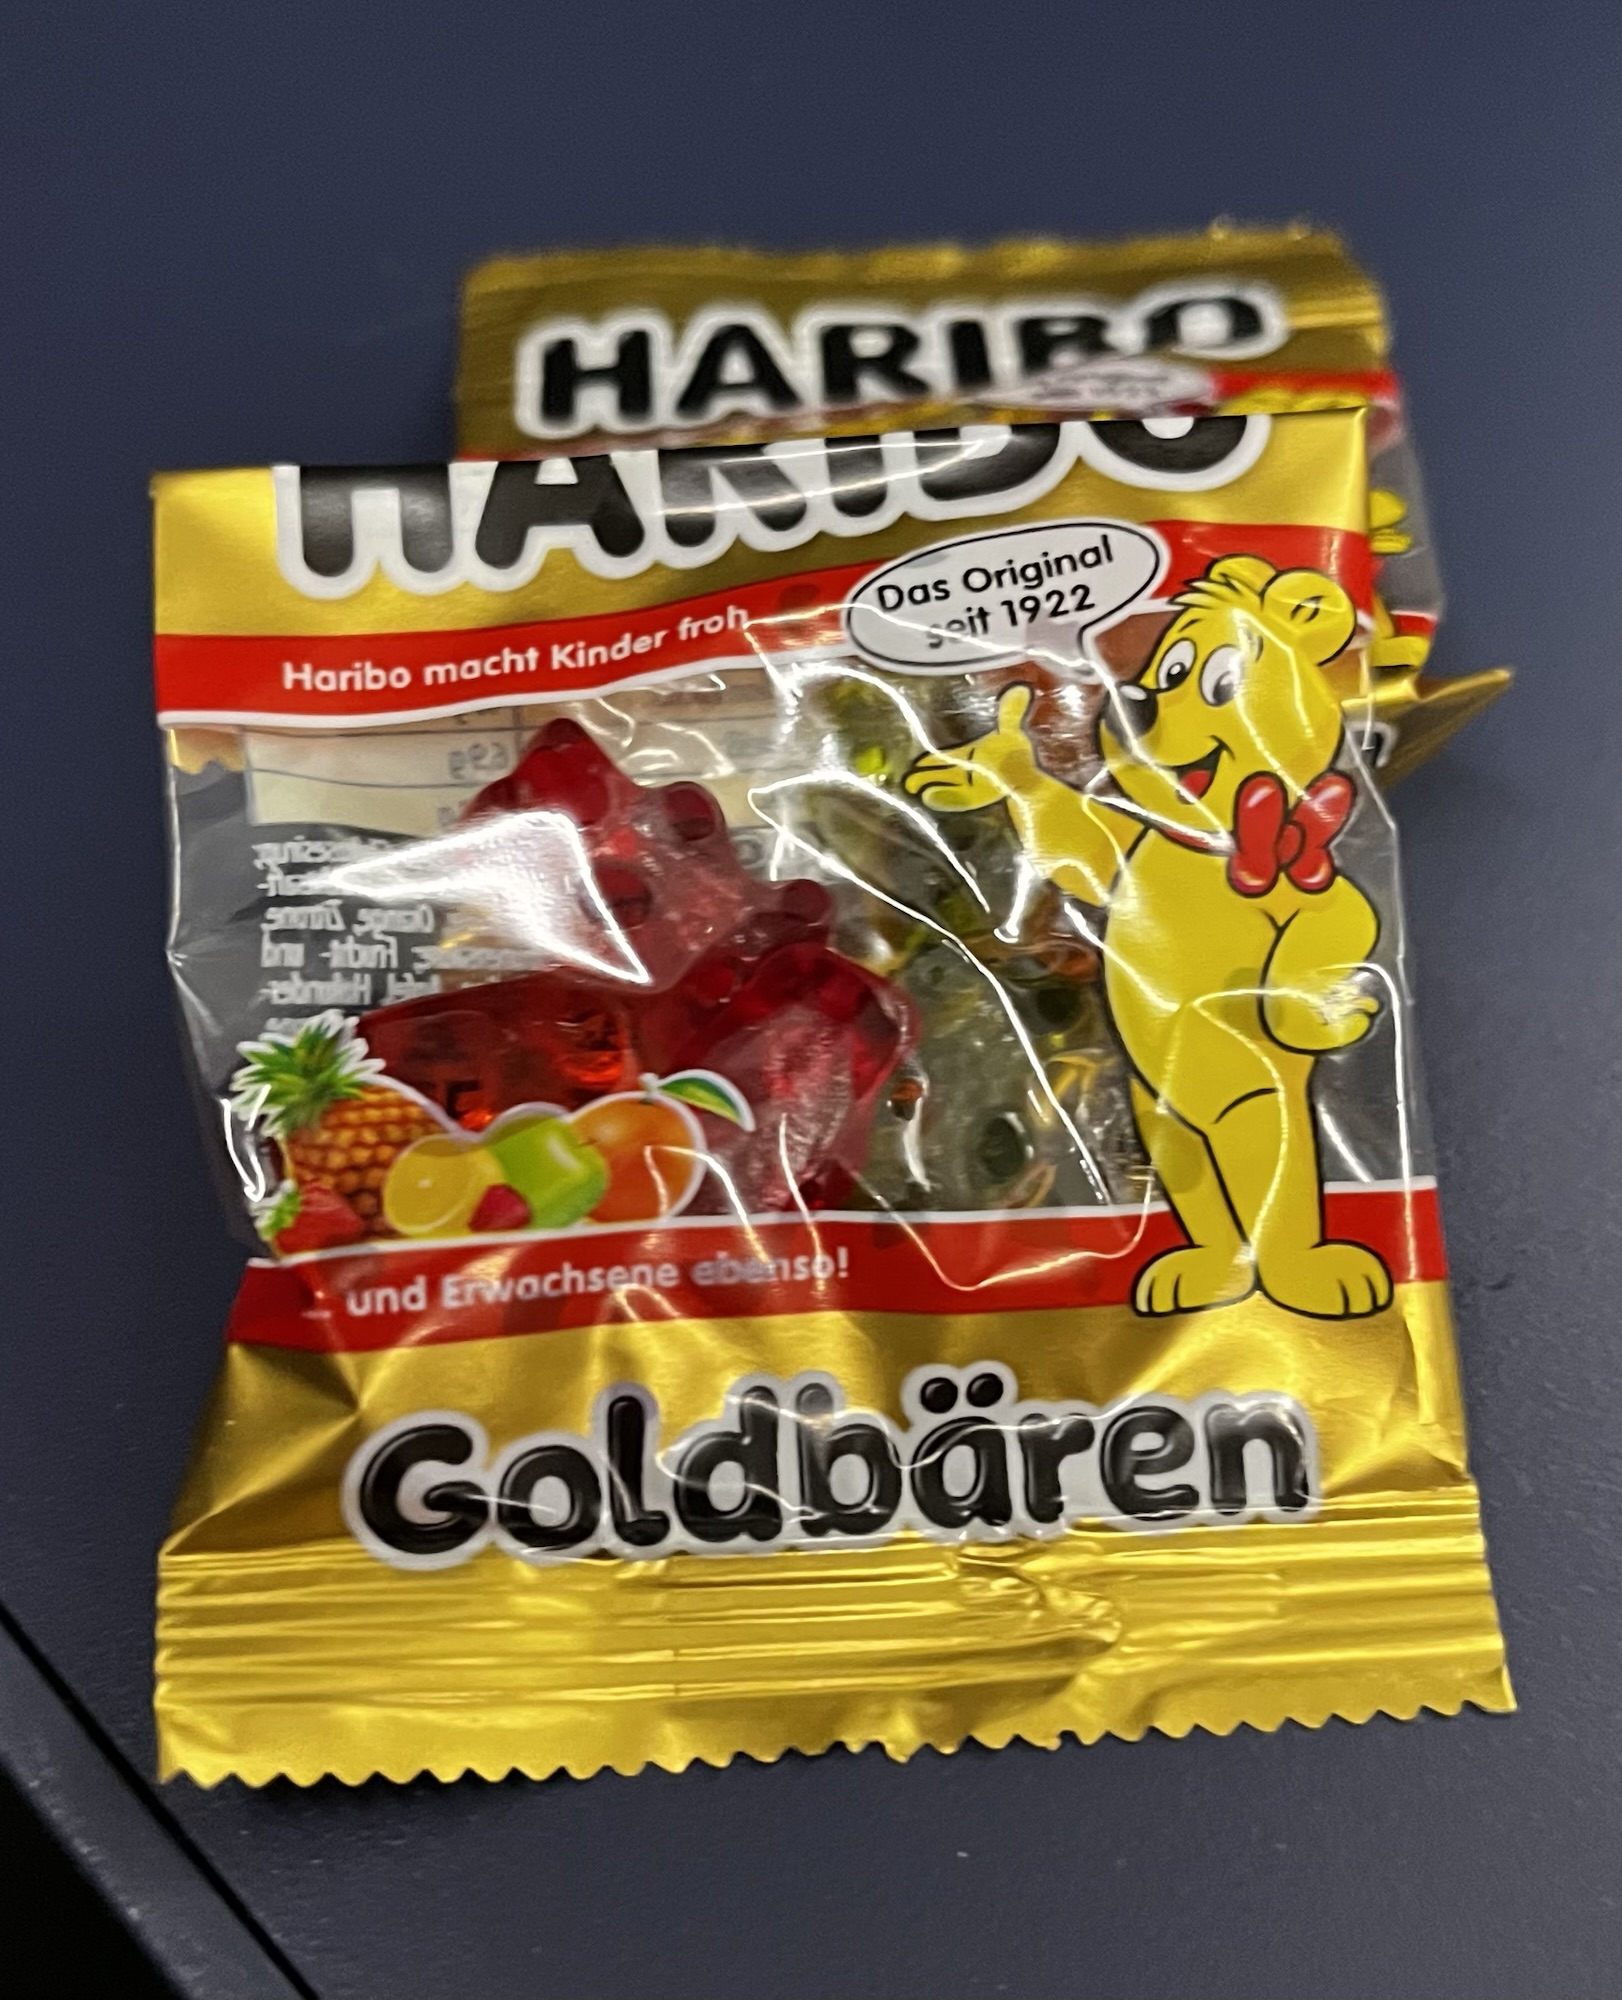 HARIBO
HARIBO
Das Original
seit 1922
Haribo macht Kinder froh
und Erwachsene ebenso!
Goldbären